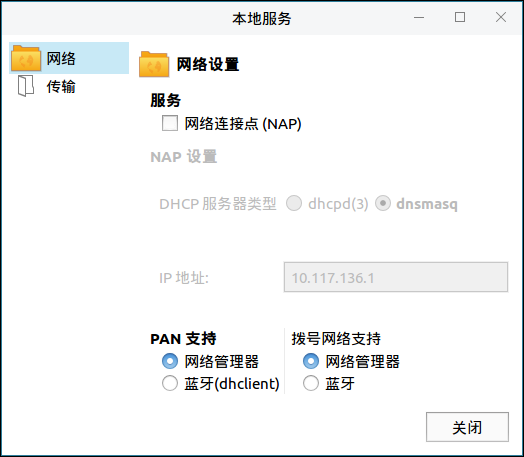 本地服务
网络
传输
网络设置
服务
网络连接点 (NAP)
NAP 设置
DHCP 服务器类型 dhcpd(3) dnsmasq
IP 地址: 10.117.136.1
PAN 支持 拨号网络支持
网络管理器 网络管理器
蓝牙(dhclient) 蓝牙
关闭